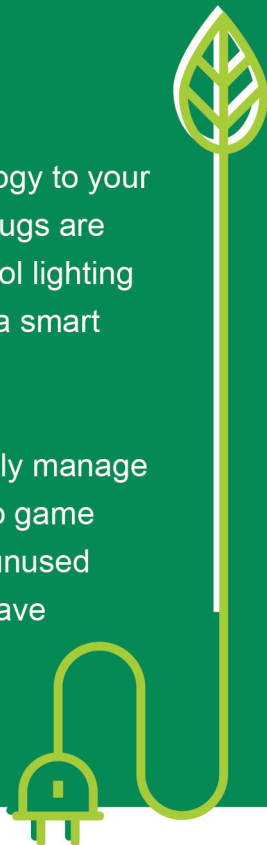 ogy to your
ugs are
ol lighting
a smart
ly manage
o game
unused
ave